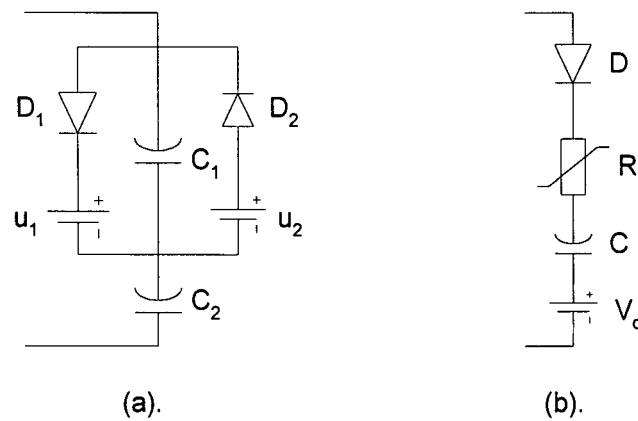 D
D₁
D₂
C₁
R
u₁
+
-
+
-
u₂
C
C₂
+
-
(a).
(b).